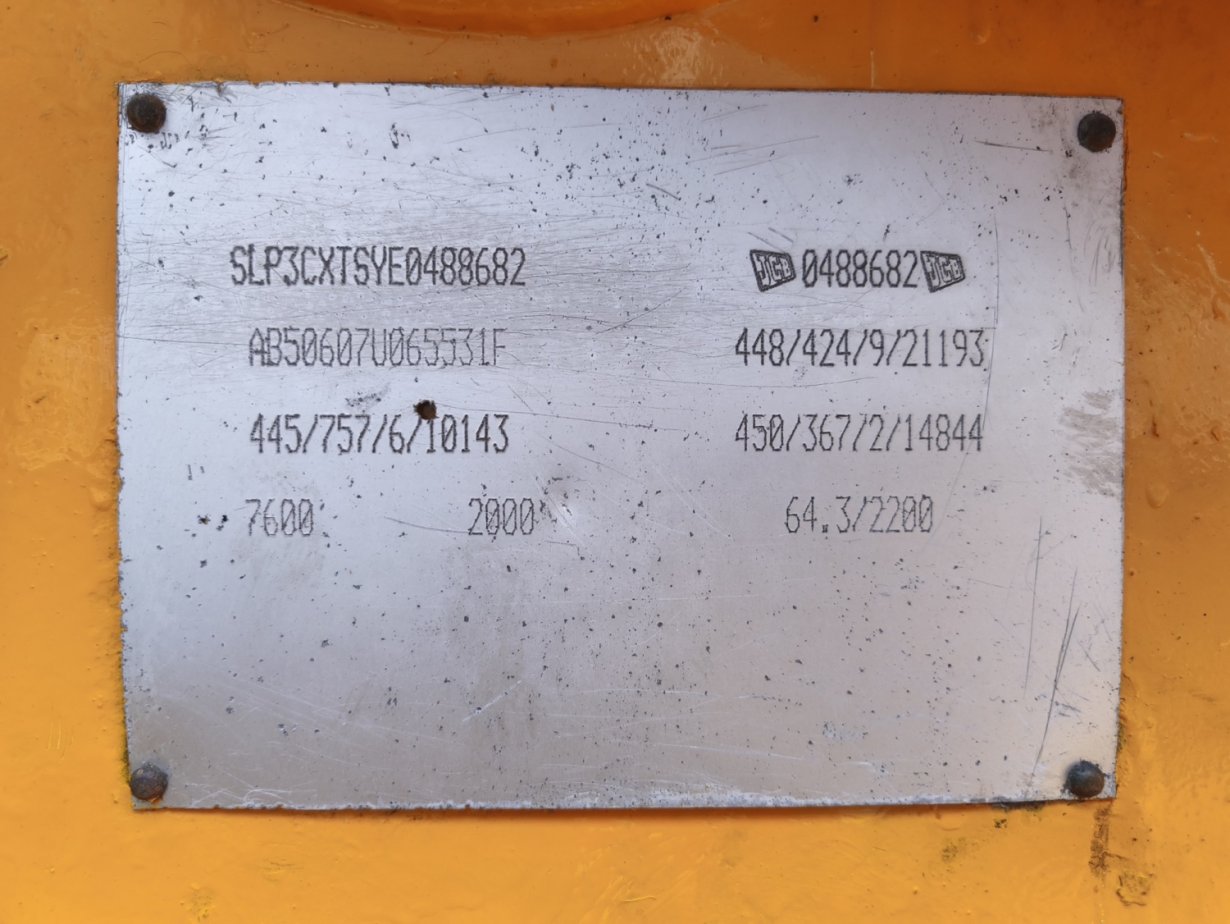 SLP3CXTSYE0488682 JCB 0488682 JCB
AB50607U065531F 448/424/9/21193
445/757/6/10143 450/367/2/14844
7600 2000 64.3/2200